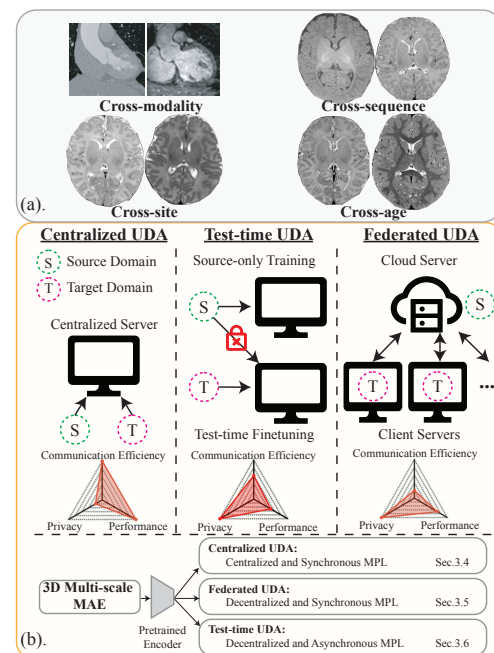 Cross-modality
Cross-sequence
Cross-site
Cross-age
(a).
Centralized UDA
Test-time UDA
Federated UDA
S Source Domain
T Target Domain
Centralized Server
S T
Source-only Training
S
T
Test-time Finetuning
Cloud Server
S
T T ...
Client Servers
Communication Efficiency
Privacy Performance
Communication Efficiency
Privacy Performance
Communication Efficiency
Privacy Performance
3D Multi-scale
MAE
Pretrained
Encoder
Centralized UDA:
Centralized and Synchronous MPL Sec.3.4
Federated UDA:
Decentralized and Synchronous MPL Sec.3.5
Test-time UDA:
Decentralized and Asynchronous MPL Sec.3.6
(b).